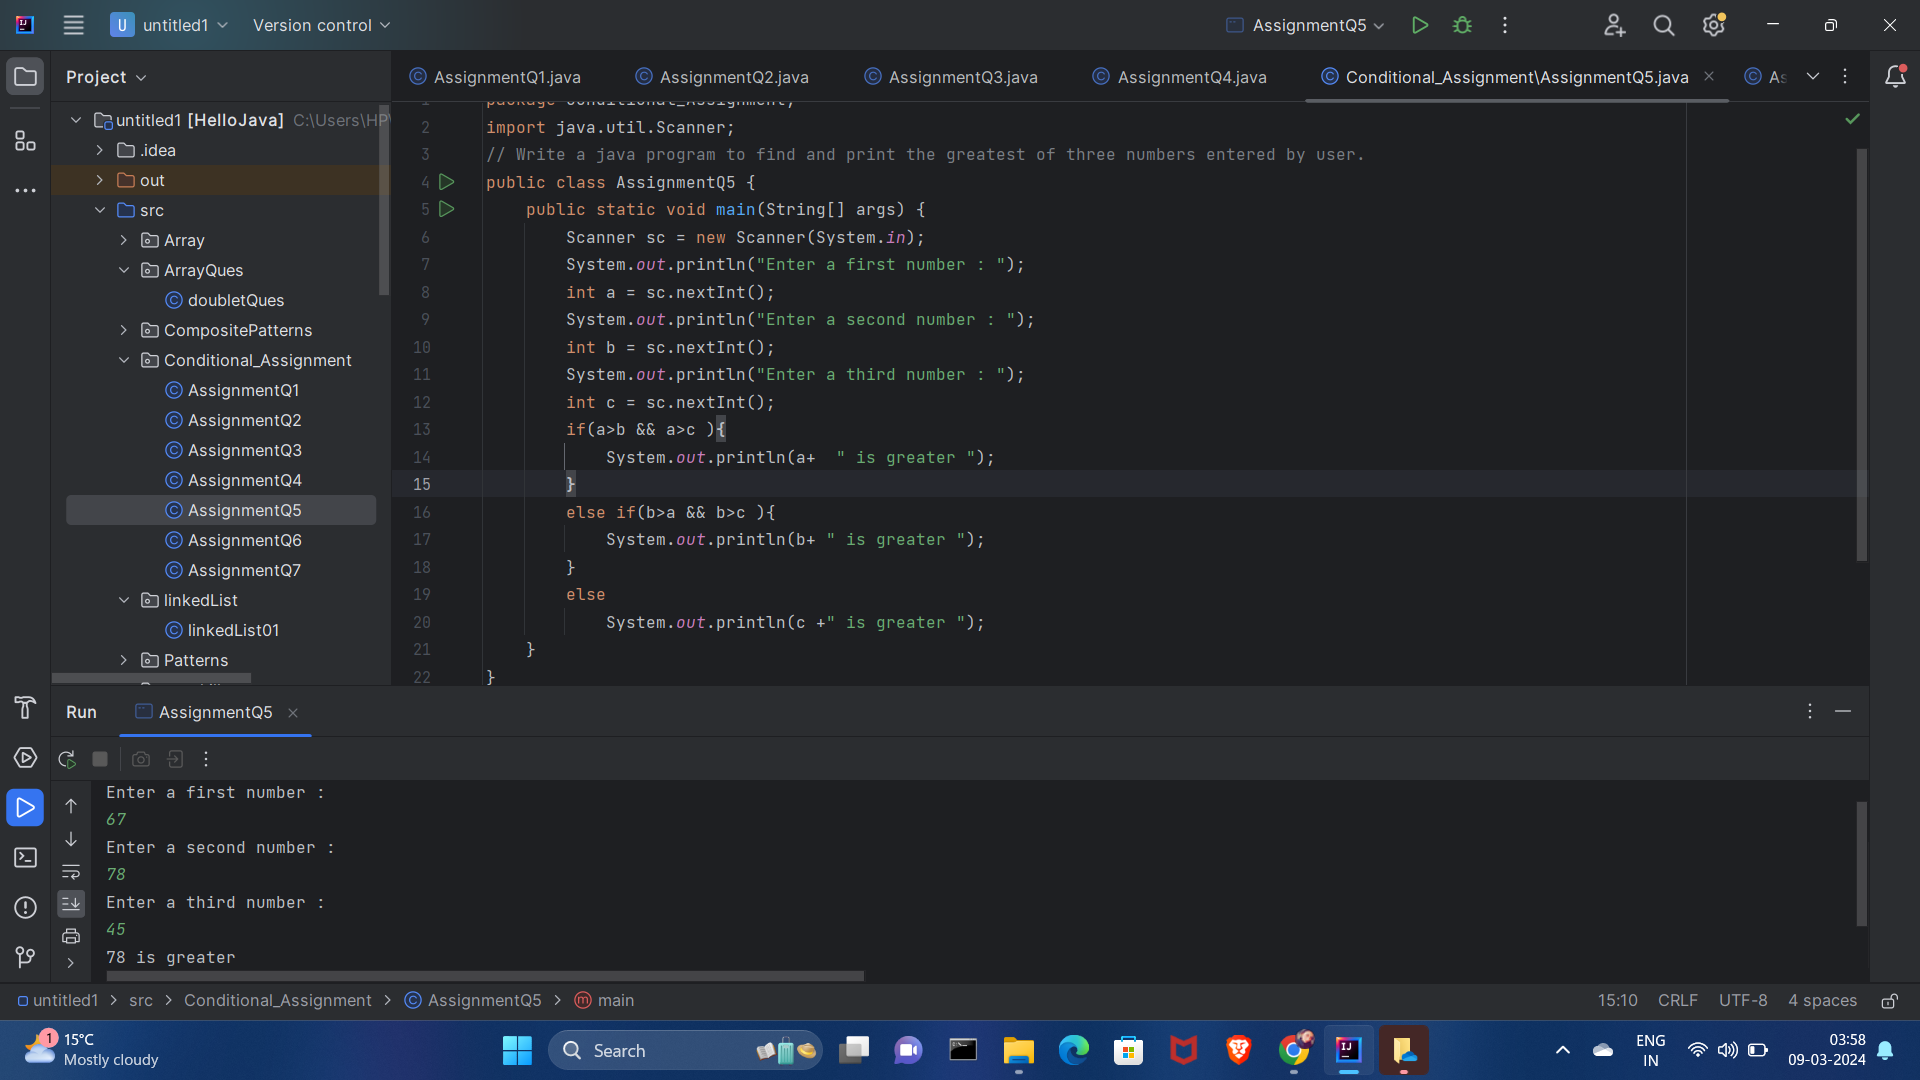 U untitled1 Version control AssignmentQ5
Project
AssignmentQ1.java AssignmentQ2.java AssignmentQ3.java AssignmentQ4.java Conditional_Assignment\AssignmentQ5.java
untitled1 [HelloJava] C:\Users\HP
.idea
out
src
Array
ArrayQues
doubletQues
CompositePatterns
Conditional_Assignment
AssignmentQ1
AssignmentQ2
AssignmentQ3
AssignmentQ4
AssignmentQ5
AssignmentQ6
AssignmentQ7
linkedList
linkedList01
Patterns
1 package Conditional_Assignment;
2 import java.util.Scanner;
3 // Write a java program to find and print the greatest of three numbers entered by user.
4 public class AssignmentQ5 {
5 public static void main(String[] args) {
6 Scanner sc = new Scanner(System.in);
7 System.out.println("Enter a first number : ");
8 int a = sc.nextInt();
9 System.out.println("Enter a second number : ");
10 int b = sc.nextInt();
11 System.out.println("Enter a third number : ");
12 int c = sc.nextInt();
13 if(a>b && a>c ){
14 System.out.println(a+  " is greater ");
15 }
16 else if(b>a && b>c ){
17 System.out.println(b+ " is greater ");
18 }
19 else
20 System.out.println(c +" is greater ");
21 }
22 }
Run AssignmentQ5
Enter a first number :
67
Enter a second number :
78
Enter a third number :
45
78 is greater
untitled1 > src > Conditional_Assignment > AssignmentQ5 > main 15:10 CRLF UTF-8 4 spaces
1 15°C
Mostly cloudy
Search
ENG
IN
03:58
09-03-2024